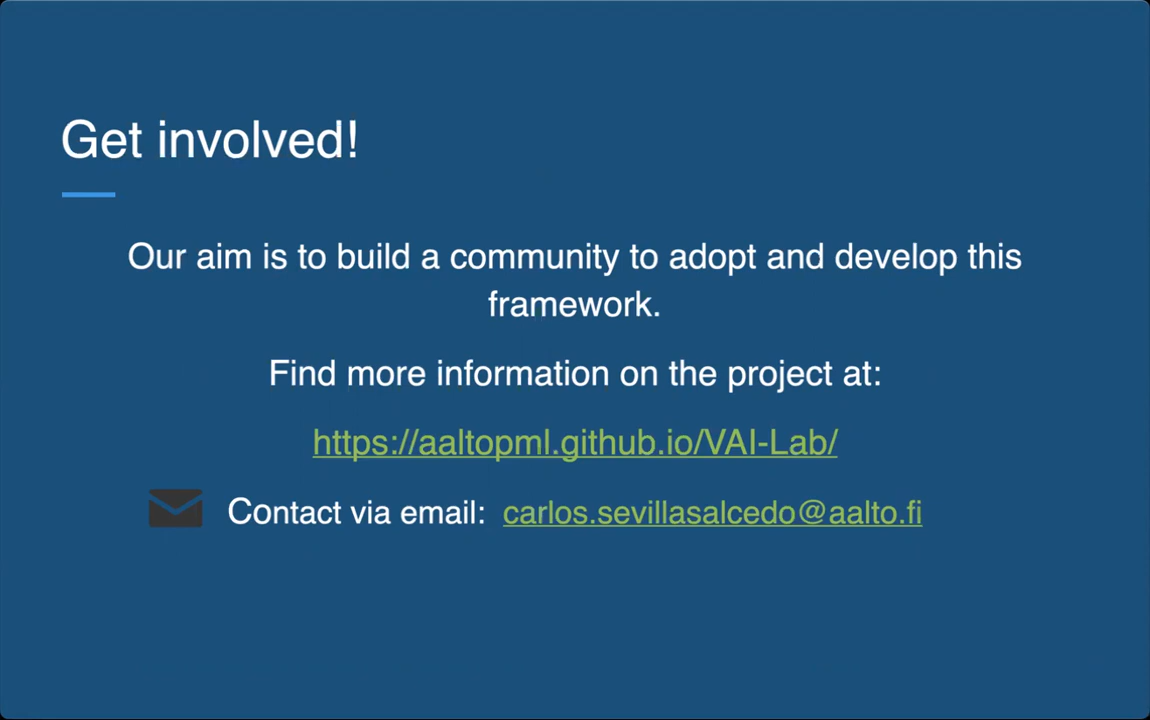 Get involved!
Our aim is to build a community to adopt and develop this
framework.
Find more information on the project at:
https://aaltopml.github.io/VAI-Lab/
Contact via email: carlos.sevillasalcedo@aalto.fi